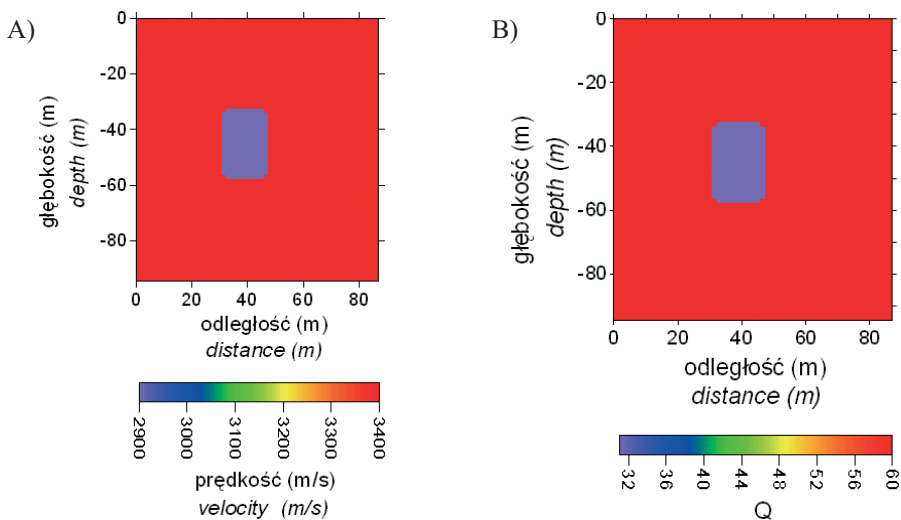 A)
0
-20
-40
-60
-80
głębokość (m)
depth (m)
0 20 40 60 80
odległość (m)
distance (m)
2900 3000 3100 3200 3300 3400
prędkość (m/s)
velocity (m/s)
B)
0
-20
-40
-60
-80
głębokość (m)
depth (m)
0 20 40 60 80
odległość (m)
distance (m)
32 36 40 44 48 52 56 60
Q